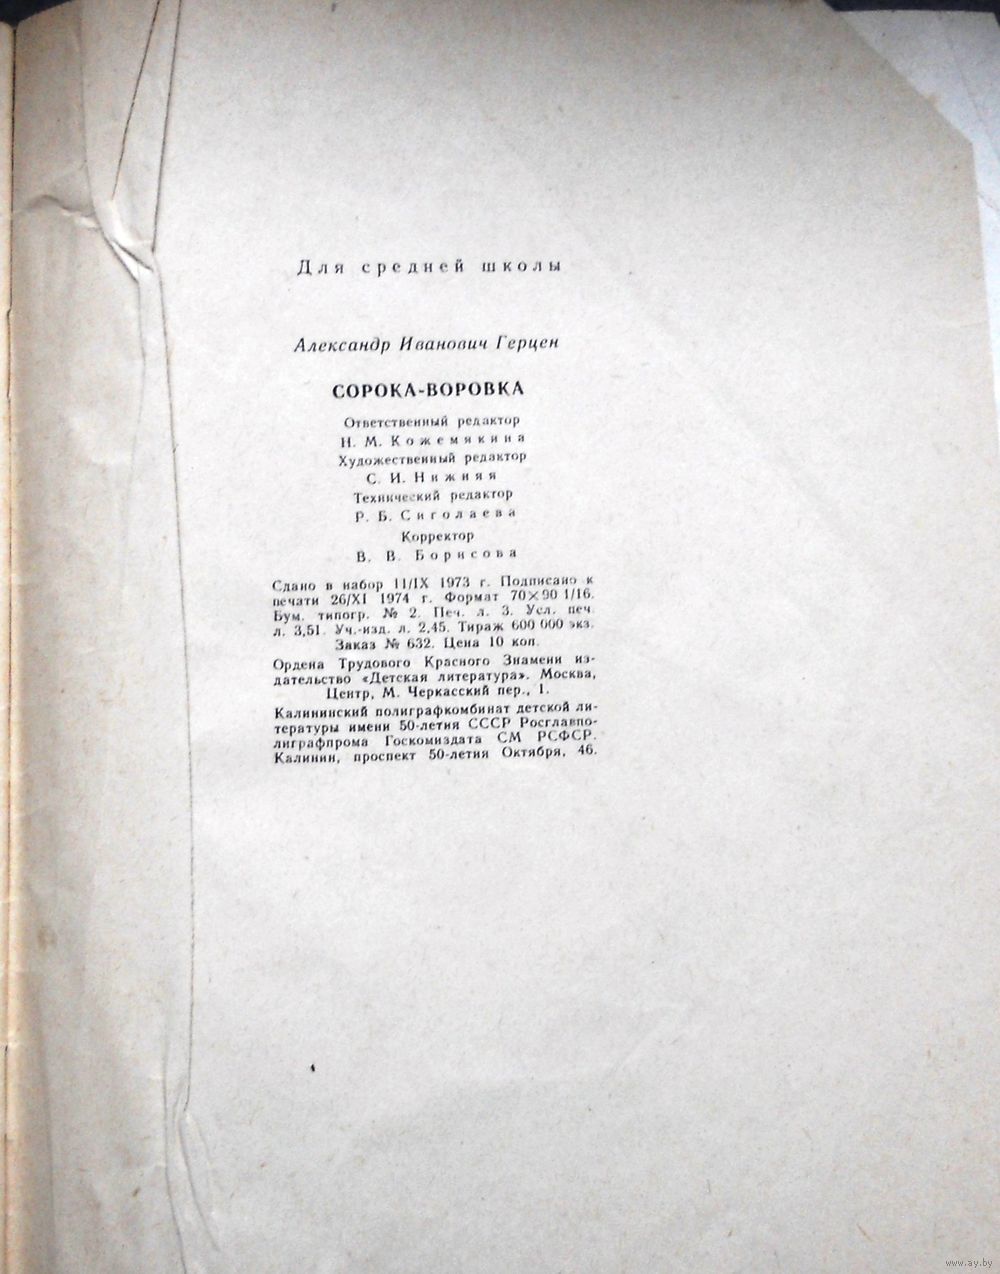 Для средней школы
Александр Иванович Герцен
СОРОКА-ВОРОВКА
Ответственный редактор
Н. М. Кожемякина
Художественный редактор
С. И. Нижняя
Технический редактор
Р. Б. Сиголаева
Корректор
В. В. Борисова
Сдано в набор 11/IX 1973 г. Подписано к
печати 26/XI 1974 г. Формат 70×90 1/16.
Бум. типогр. № 2. Печ. л. 3. Усл. печ.
л. 3,51. Уч.-изд. л. 2,45. Тираж 600 000 экз.
Заказ № 632. Цена 10 коп.
Ордена Трудового Красного Знамени из-
дательство «Детская литература». Москва,
Центр, М. Черкасский пер., 1.
Калининский полиграфкомбинат детской ли-
тературы имени 50-летия СССР Росглавпо-
лиграфпрома Госкомиздата СМ РСФСР.
Калинин, проспект 50-летия Октября, 46.
www.ay.by